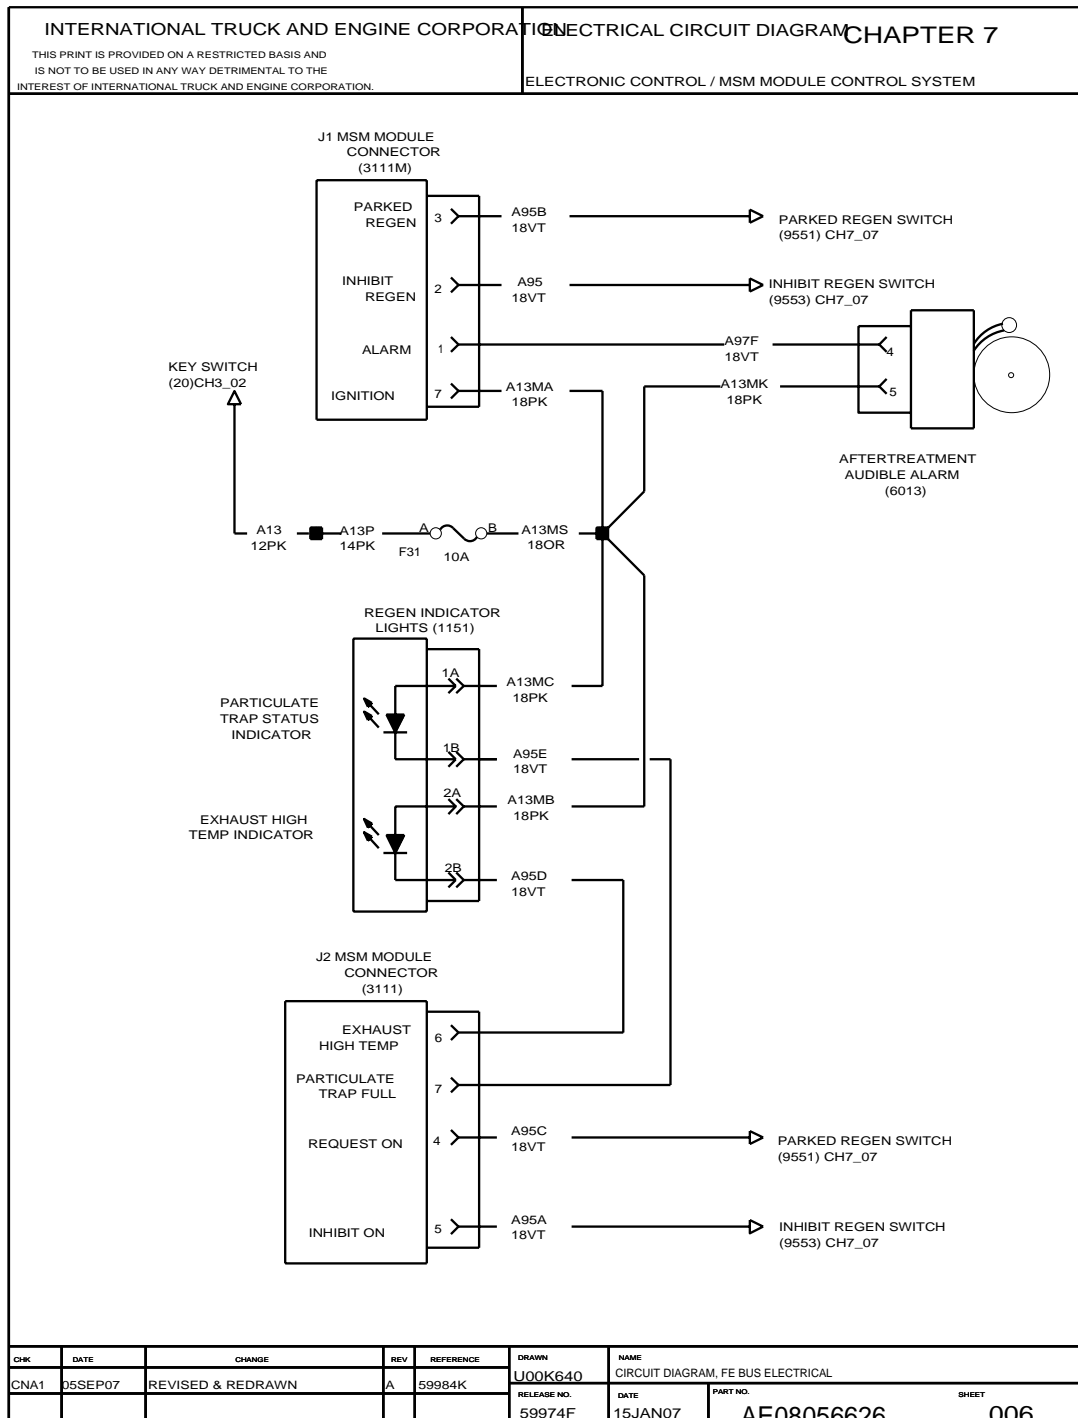 INTERNATIONAL TRUCK AND ENGINE CORPORATION
THIS PRINT IS PROVIDED ON A RESTRICTED BASIS AND
IS NOT TO BE USED IN ANY WAY DETRIMENTAL TO THE
INTEREST OF INTERNATIONAL TRUCK AND ENGINE CORPORATION.
ELECTRICAL CIRCUIT DIAGRAM
CHAPTER 7
ELECTRONIC CONTROL / MSM MODULE CONTROL SYSTEM
J1 MSM MODULE
CONNECTOR
(3111M)
PARKED
REGEN
3
A95B
18VT
PARKED REGEN SWITCH
(9551) CH7_07
INHIBIT
REGEN
2
A95
18VT
INHIBIT REGEN SWITCH
(9553) CH7_07
ALARM
1
A97F
18VT
4
KEY SWITCH
(20)CH3_02
IGNITION
7
A13MA
18PK
A13MK
18PK
5
AFTERTREATMENT
AUDIBLE ALARM
(6013)
A13
12PK
A13P
14PK
F31
A
B
10A
A13MS
18OR
REGEN INDICATOR
LIGHTS (1151)
PARTICULATE
TRAP STATUS
INDICATOR
1A
A13MC
18PK
1B
A95E
18VT
EXHAUST HIGH
TEMP INDICATOR
2A
A13MB
18PK
2B
A95D
18VT
J2 MSM MODULE
CONNECTOR
(3111)
EXHAUST
HIGH TEMP
6
PARTICULATE
TRAP FULL
7
REQUEST ON
4
A95C
18VT
PARKED REGEN SWITCH
(9551) CH7_07
INHIBIT ON
5
A95A
18VT
INHIBIT REGEN SWITCH
(9553) CH7_07
CHK DATE CHANGE REV REFERENCE
CNA1 05SEP07 REVISED & REDRAWN A 59984K
DRAWN
U00K640
NAME
CIRCUIT DIAGRAM, FE BUS ELECTRICAL
RELEASE NO.
59974F
DATE
15JAN07
PART NO.
AE08056626
SHEET
006